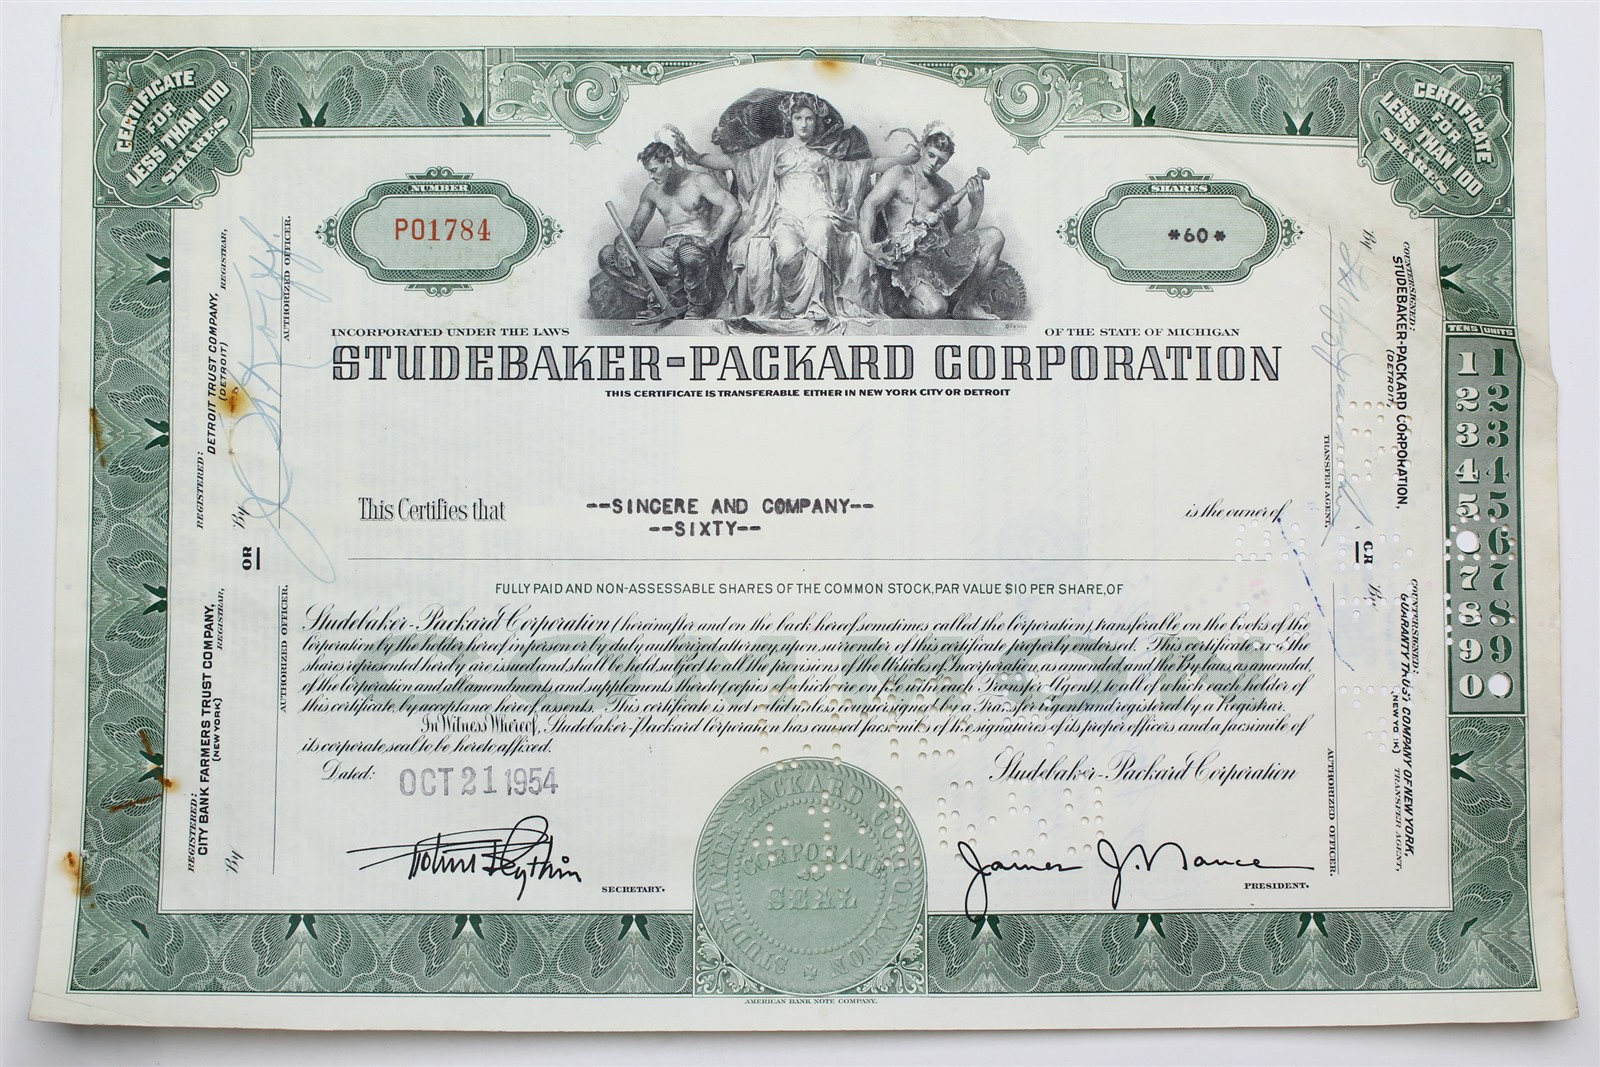 CERTIFICATE
FOR
LESS THAN 100
SHARES
CERTIFICATE
FOR
LESS THAN 100
SHARES
NUMBER
PO1784
SHARES
*60*
INCORPORATED UNDER THE LAWS
OF THE STATE OF MICHIGAN
STUDEBAKER-PACKARD CORPORATION
THIS CERTIFICATE IS TRANSFERABLE EITHER IN NEW YORK CITY OR DETROIT
This Certifies that
--SINCERE AND COMPANY--
is the owner of
--SIXTY--
FULLY PAID AND NON-ASSESSABLE SHARES OF THE COMMON STOCK, PAR VALUE $10 PER SHARE, OF
COMMON
Studebaker-Packard Corporation (hereinafter and on the back hereof sometimes called the Corporation), transferable on the books of the
Corporation by the holder hereof in person or by duly authorized attorney, upon surrender of this certificate properly endorsed. This certificate and the
shares represented hereby are issued and shall be held subject to all the provisions of the Articles of Incorporation, as amended, and the By-laws, as amended,
of the Corporation and all amendments and supplements thereto (copies of which are on file with each Transfer Agent), to all of which each holder of
this certificate, by acceptance hereof, assents. This certificate is not valid unless countersigned by a Transfer Agent and registered by a Registrar.
In Witness Whereof, Studebaker-Packard Corporation has caused facsimiles of the signatures of its proper officers and a facsimile of
its corporate seal to be hereto affixed.
Dated:
OCT 21 1954
Studebaker-Packard Corporation
SECRETARY.
James J. Nance
PRESIDENT.
STUDEBAKER-PACKARD CORPORATION
CORPORATE
SEAL
AMERICAN BANK NOTE COMPANY.
REGISTERED:
DETROIT TRUST COMPANY,
(DETROIT)
REGISTRAR,
By
AUTHORIZED OFFICER.
OR
REGISTERED:
CITY BANK FARMERS TRUST COMPANY,
(NEW YORK)
REGISTRAR,
By
AUTHORIZED OFFICER.
COUNTERSIGNED:
STUDEBAKER-PACKARD CORPORATION,
(DETROIT)
By
TRANSFER AGENT.
OR
COUNTERSIGNED:
GUARANTY TRUST COMPANY OF NEW YORK,
(NEW YORK)
TRANSFER AGENT,
By
AUTHORIZED OFFICER.
TENS UNITS
1 1
2 2
3 3
4 4
5 5
6
7 7
8 8
9 9
0